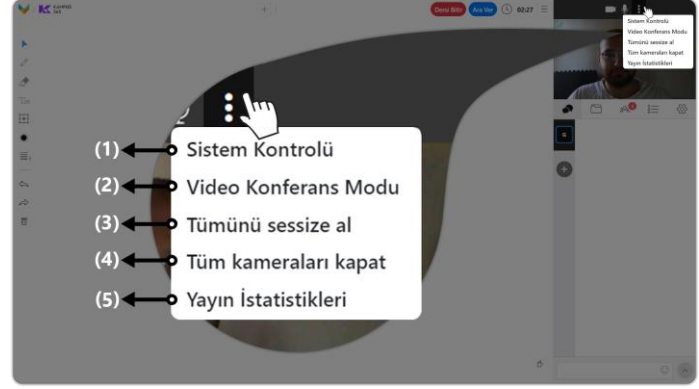 Dersi Bitir
Ara Ver
02:27
Sistem Kontrolü
Video Konferans Modu
Tümünü sessize al
Tüm kameraları kapat
Yayın İstatistikleri
(1) Sistem Kontrolü
(2) Video Konferans Modu
(3) Tümünü sessize al
(4) Tüm kameraları kapat
(5) Yayın İstatistikleri